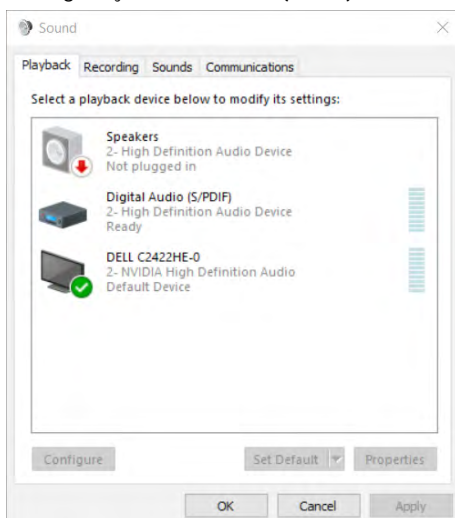 Sound
Playback Recording Sounds Communications
Select a playback device below to modify its settings:
Speakers
2- High Definition Audio Device
Not plugged in
Digital Audio (S/PDIF)
2- High Definition Audio Device
Ready
DELL C2422HE-0
2- NVIDIA High Definition Audio
Default Device
Configure Set Default Properties
OK Cancel Apply